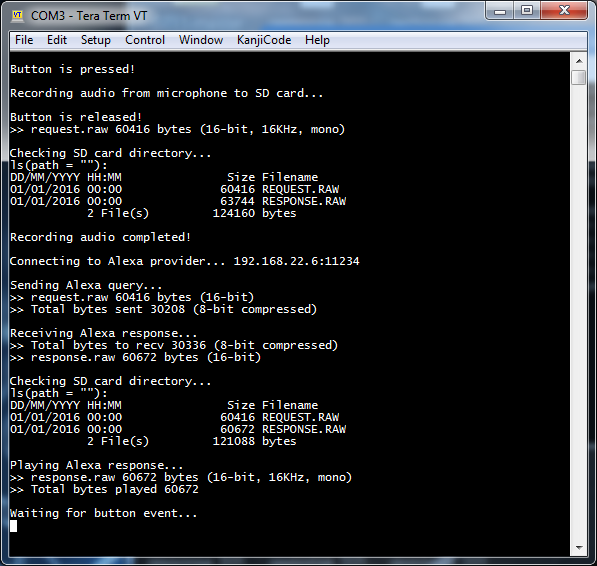 COM3 - Tera Term VT
File Edit Setup Control Window KanjiCode Help
Button is pressed!
Recording audio from microphone to SD card...
Button is released!
>> request.raw 60416 bytes (16-bit, 16KHz, mono)
Checking SD card directory...
ls(path = ""):
DD/MM/YYYY HH:MM Size Filename
01/01/2016 00:00 60416 REQUEST.RAW
01/01/2016 00:00 63744 RESPONSE.RAW
2 File(s) 124160 bytes
Recording audio completed!
Connecting to Alexa provider... 192.168.22.6:11234
Sending Alexa query...
>> request.raw 60416 bytes (16-bit)
>> Total bytes sent 30208 (8-bit compressed)
Receiving Alexa response...
>> Total bytes to recv 30336 (8-bit compressed)
>> response.raw 60672 bytes (16-bit)
Checking SD card directory...
ls(path = ""):
DD/MM/YYYY HH:MM Size Filename
01/01/2016 00:00 60416 REQUEST.RAW
01/01/2016 00:00 60672 RESPONSE.RAW
2 File(s) 121088 bytes
Playing Alexa response...
>> response.raw 60672 bytes (16-bit, 16KHz, mono)
>> Total bytes played 60672
Waiting for button event...